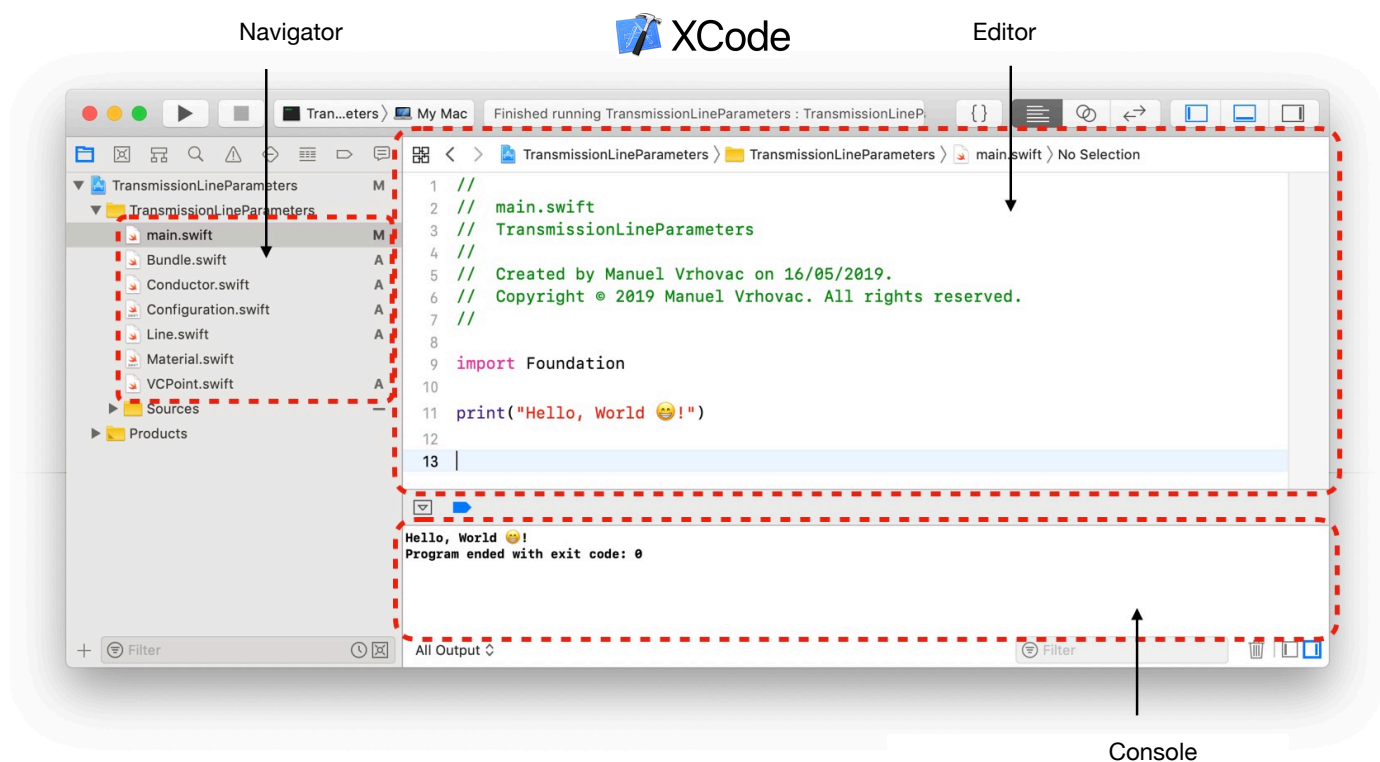 Navigator
XCode
Editor
Tran...eters 〉 My Mac
Finished running TransmissionLineParameters : TransmissionLineP
{ }
TransmissionLineParameters 〉 TransmissionLineParameters 〉 main.swift 〉 No Selection
TransmissionLineParameters M
TransmissionLineParameters
main.swift M
Bundle.swift A
Conductor.swift A
Configuration.swift A
Line.swift A
Material.swift
VCPoint.swift A
Sources —
Products
1 //
2 // main.swift
3 // TransmissionLineParameters
4 //
5 // Created by Manuel Vrhovac on 16/05/2019.
6 // Copyright © 2019 Manuel Vrhovac. All rights reserved.
7 //
8
9 import Foundation
10
11 print("Hello, World 😁!")
12
13
Hello, World 😁!
Program ended with exit code: 0
Filter
All Output
Filter
Console